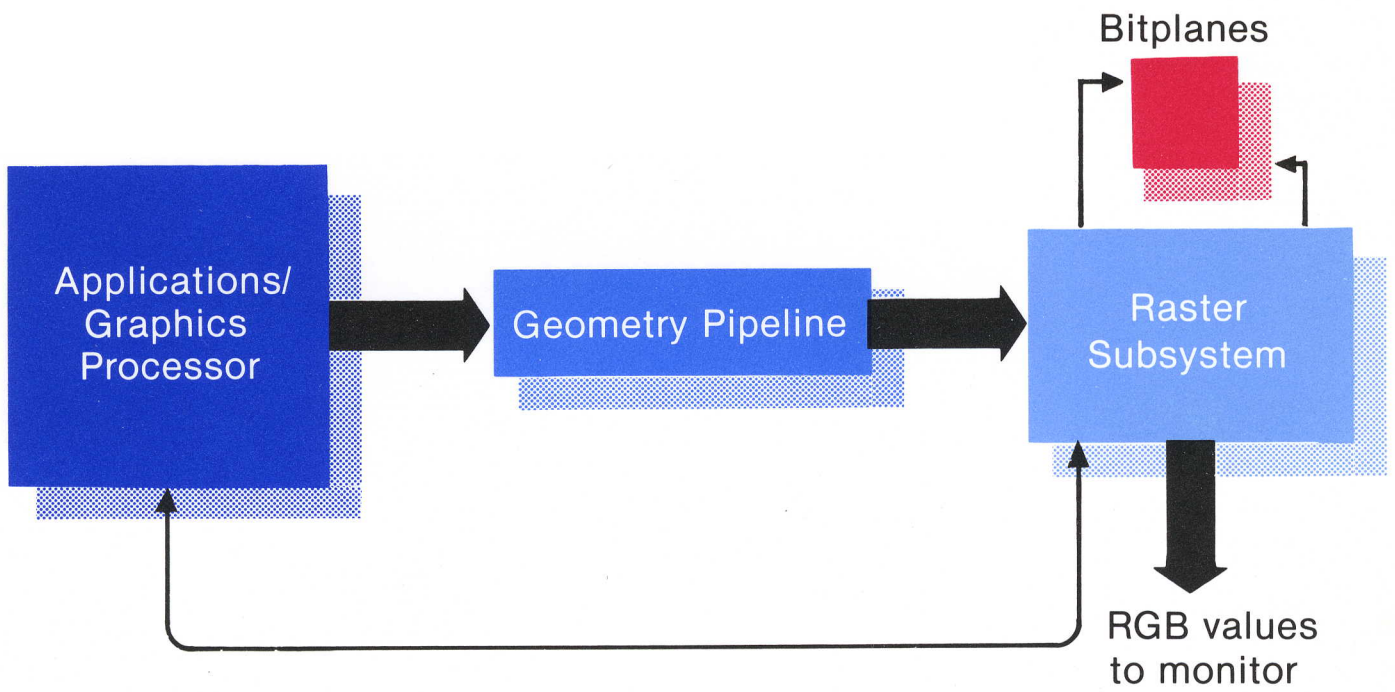 Bitplanes
Applications/
Graphics
Processor
Geometry Pipeline
Raster
Subsystem
RGB values
to monitor